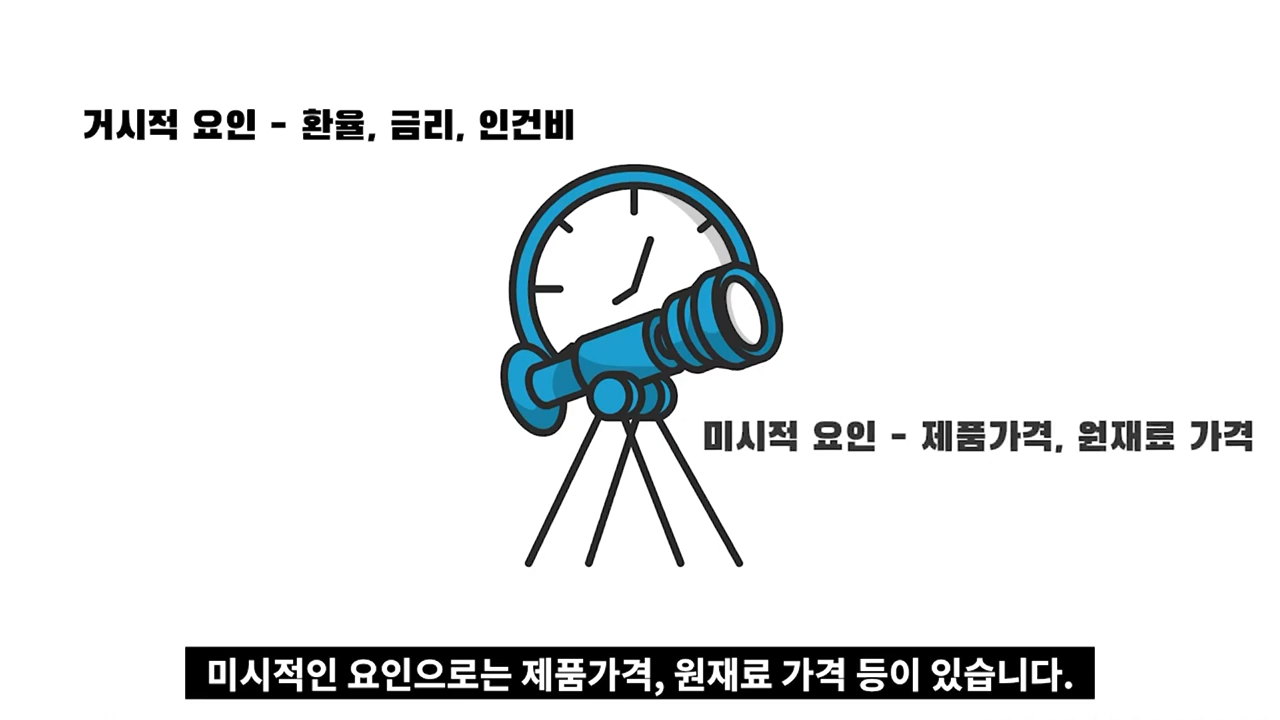 거시적 요인 - 환율, 금리, 인건비
미시적 요인 - 제품가격, 원재료 가격
미시적인 요인으로는 제품가격, 원재료 가격 등이 있습니다.